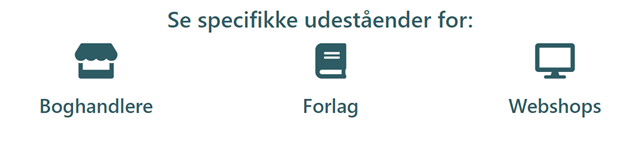 Se specifikke udeståender for:
Boghandlere
Forlag
Webshops